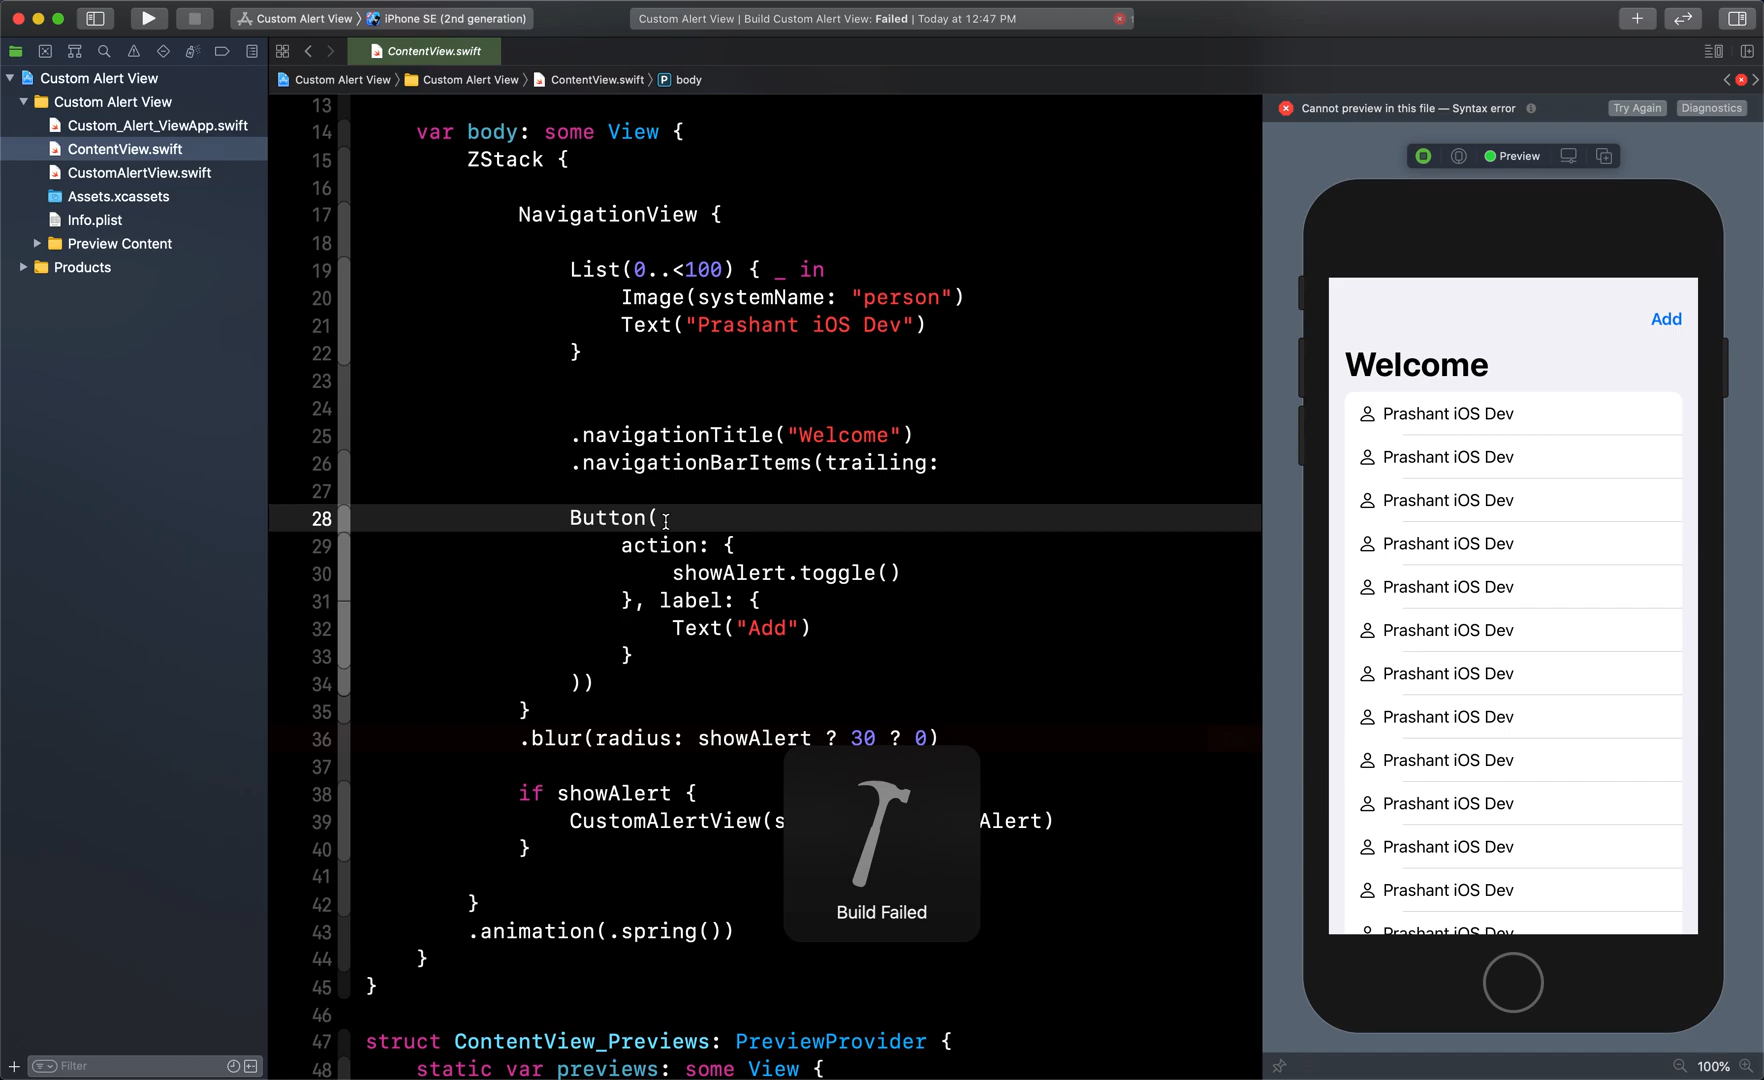 Custom Alert View 〉 iPhone SE (2nd generation)
Custom Alert View | Build Custom Alert View: Failed | Today at 12:47 PM
1
ContentView.swift
Custom Alert View 〉 Custom Alert View 〉 ContentView.swift 〉 P body
Custom Alert View
Custom Alert View
Custom_Alert_ViewApp.swift
ContentView.swift
CustomAlertView.swift
Assets.xcassets
Info.plist
Preview Content
Products
Filter
13
14 var body: some View {
15 ZStack {
16
17 NavigationView {
18
19 List(0..<100) { _ in
20 Image(systemName: "person")
21 Text("Prashant iOS Dev")
22 }
23
24
25 .navigationTitle("Welcome")
26 .navigationBarItems(trailing:
27
28 Button(
29 action: {
30 showAlert.toggle()
31 }, label: {
32 Text("Add")
33 }
34 ))
35 }
36 .blur(radius: showAlert ? 30 ? 0)
37
38 if showAlert {
39 CustomAlertView(s Alert)
40 }
41
42 }
43 .animation(.spring())
44 }
45 }
46
47 struct ContentView_Previews: PreviewProvider {
48 static var previews: some View {
Build Failed
Cannot preview in this file — Syntax error
Try Again
Diagnostics
Preview
Add
Welcome
Prashant iOS Dev
Prashant iOS Dev
Prashant iOS Dev
Prashant iOS Dev
Prashant iOS Dev
Prashant iOS Dev
Prashant iOS Dev
Prashant iOS Dev
Prashant iOS Dev
Prashant iOS Dev
Prashant iOS Dev
Prashant iOS Dev
Prashant iOS Dev
100%